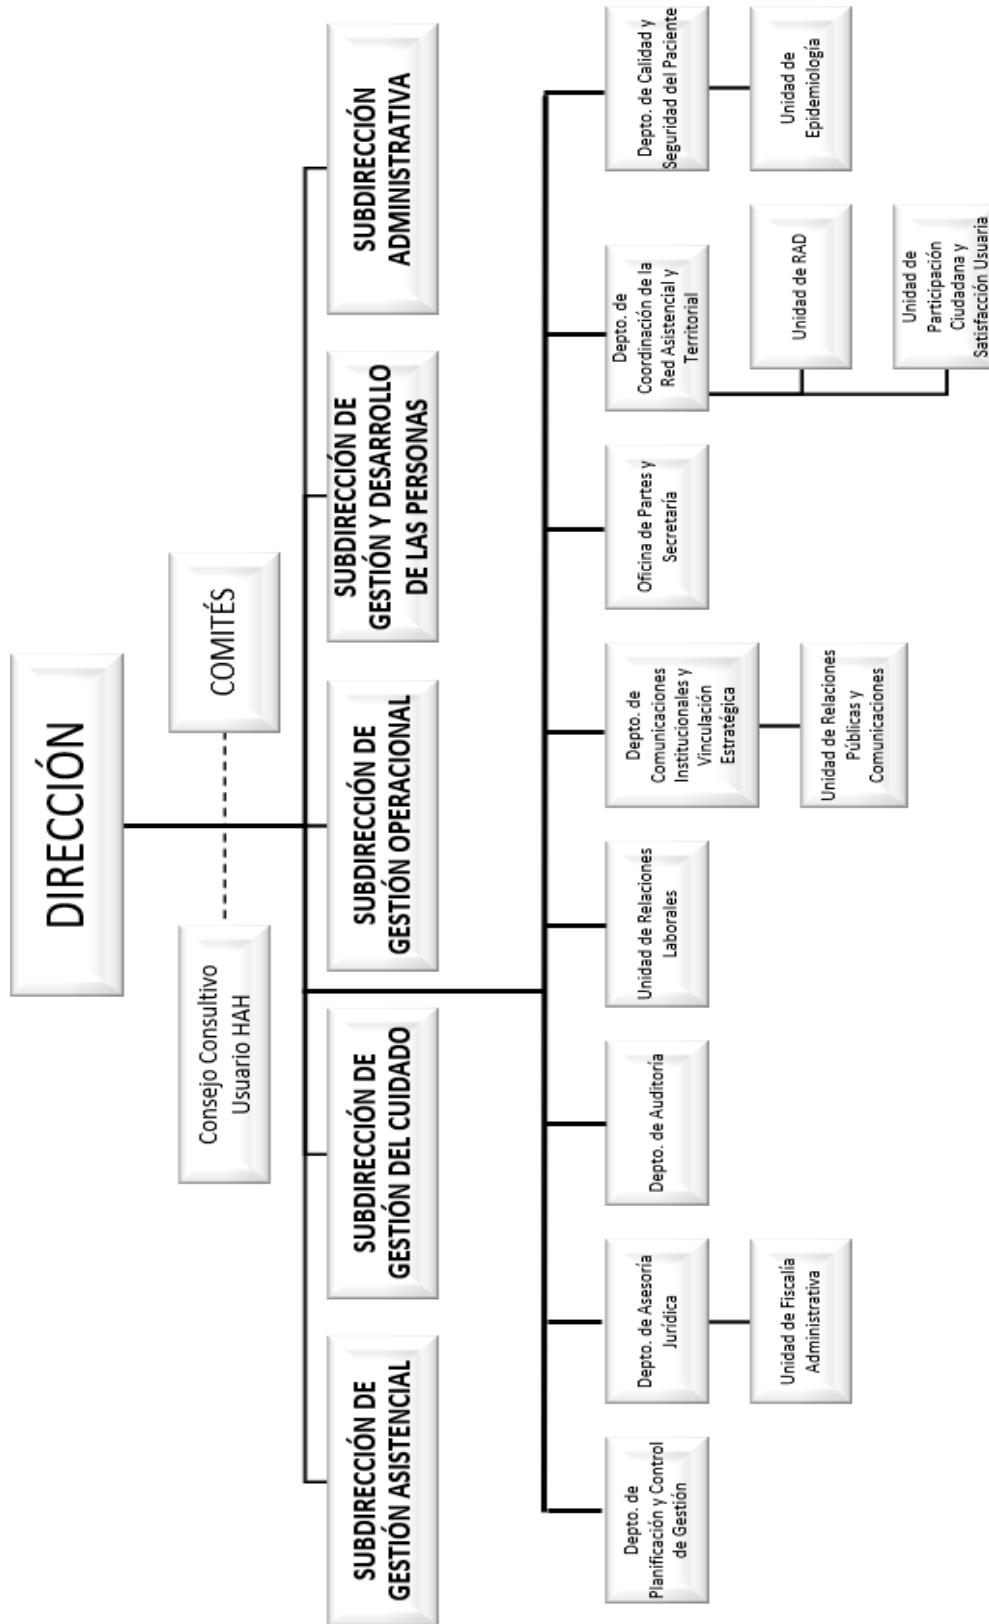 DIRECCIÓN
Consejo Consultivo
Usuario HAH
COMITÉS
SUBDIRECCIÓN DE
GESTIÓN ASISTENCIAL
SUBDIRECCIÓN DE
GESTIÓN DEL CUIDADO
SUBDIRECCIÓN DE
GESTIÓN OPERACIONAL
SUBDIRECCIÓN DE
GESTIÓN Y DESARROLLO
DE LAS PERSONAS
SUBDIRECCIÓN
ADMINISTRATIVA
Depto. de
Planificación y Control
de Gestión
Depto. de Asesoría
Jurídica
Unidad de Fiscalía
Administrativa
Depto. de Auditoría
Unidad de Relaciones
Laborales
Depto. de
Comunicaciones
Institucionales y
Vinculación
Estratégica
Unidad de Relaciones
Públicas y
Comunicaciones
Oficina de Partes y
Secretaría
Depto. de
Coordinación de la
Red Asistencial y
Territorial
Unidad de RAD
Unidad de
Participación
Ciudadana y
Satisfacción Usuaria
Depto. de Calidad y
Seguridad del Paciente
Unidad de
Epidemiología